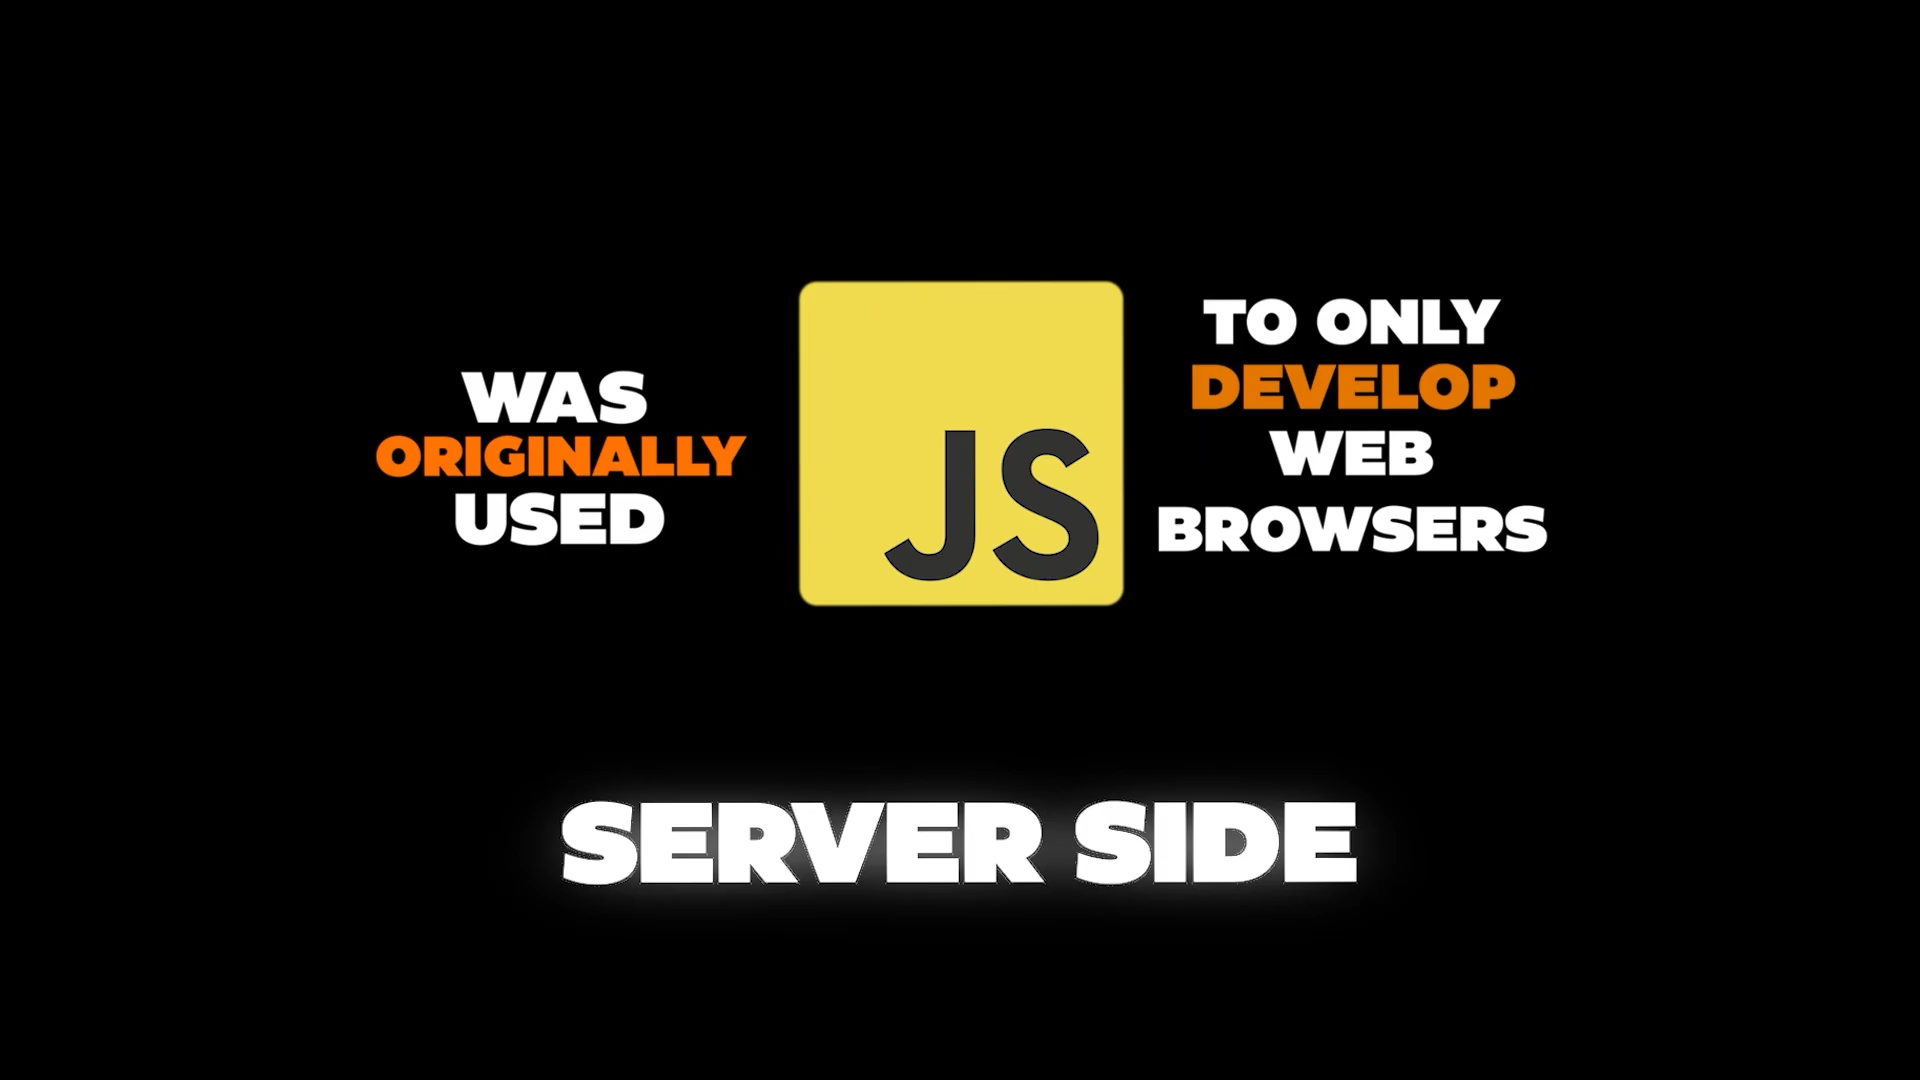 WAS
ORIGINALLY
USED
JS
TO ONLY
DEVELOP
WEB
BROWSERS
SERVER SIDE